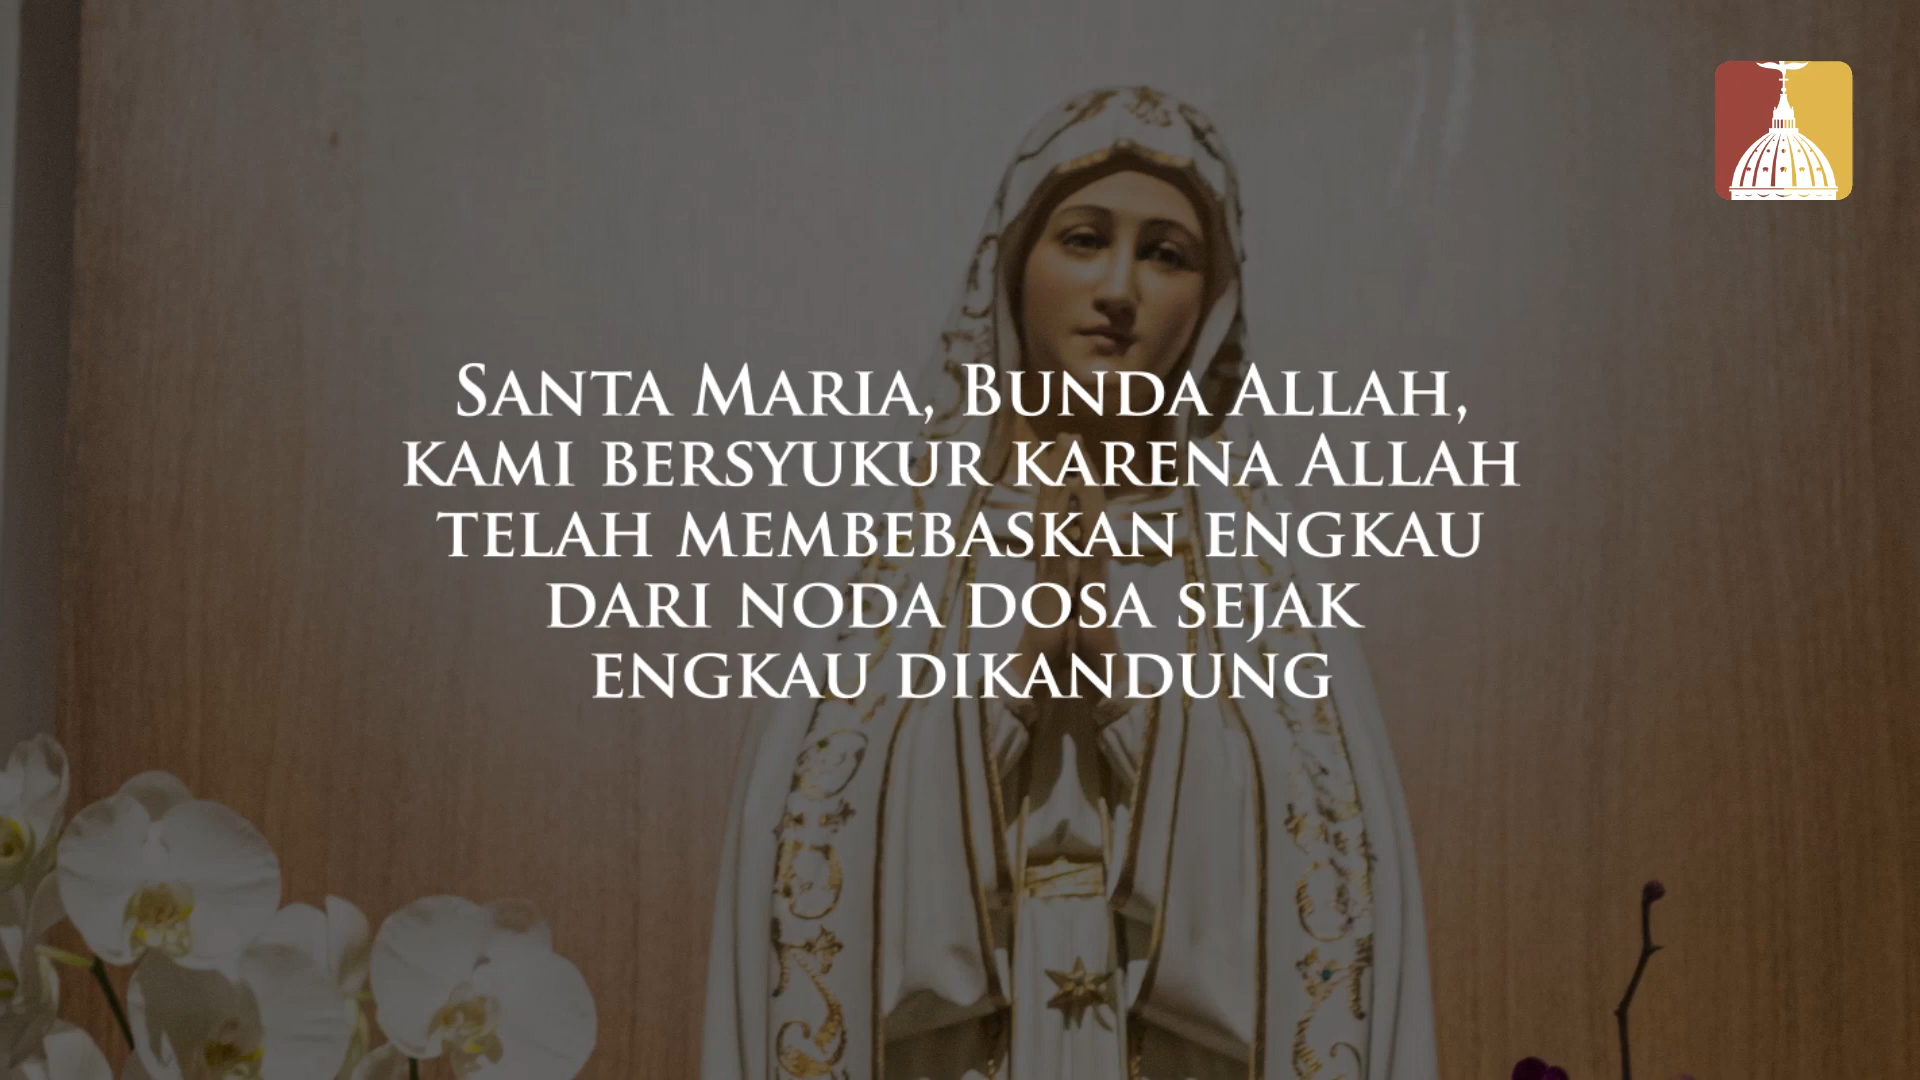 Santa Maria, Bunda Allah,
kami bersyukur karena Allah
telah membebaskan engkau
dari noda dosa sejak
engkau dikandung